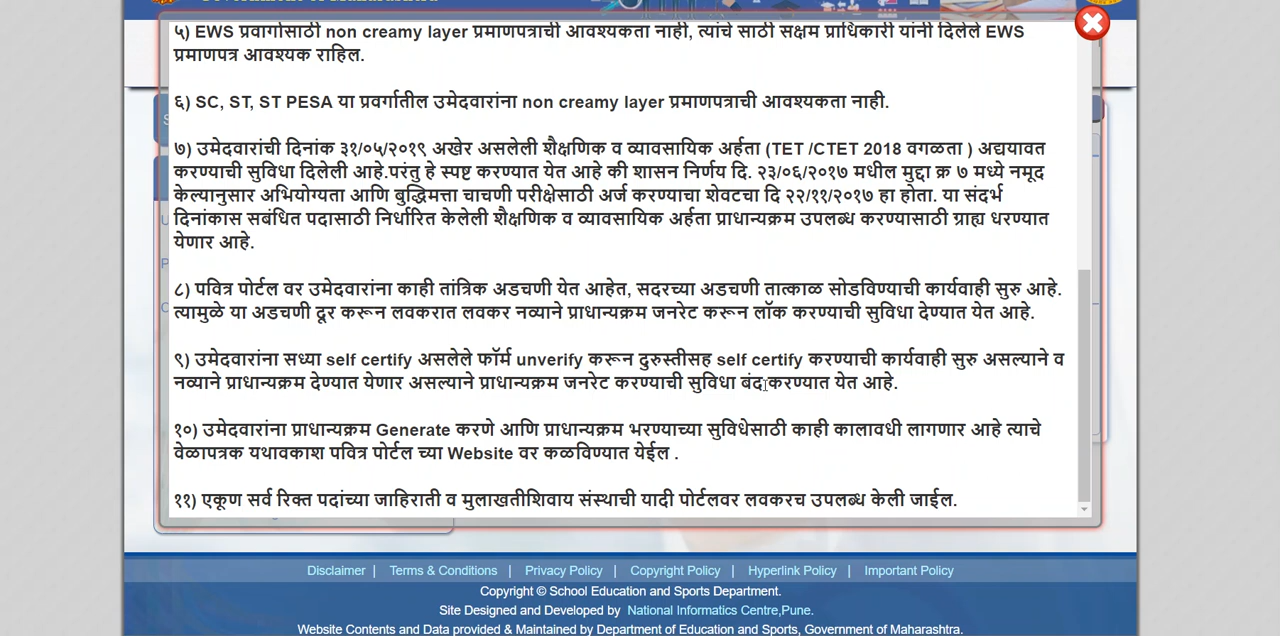 Government of Maharashtra
५) EWS प्रवर्गासाठी non creamy layer प्रमाणपत्राची आवश्यकता नाही, त्यांचे साठी सक्षम प्राधिकारी यांनी दिलेले EWS
प्रमाणपत्र आवश्यक राहिल.
६) SC, ST, ST PESA या प्रवर्गातील उमेदवारांना non creamy layer प्रमाणपत्राची आवश्यकता नाही.
७) उमेदवारांची दिनांक ३१/०५/२०१९ अखेर असलेली शैक्षणिक व व्यावसायिक अर्हता (TET /CTET 2018 वगळता ) अद्ययावत
करण्याची सुविधा दिलेली आहे.परंतु हे स्पष्ट करण्यात येत आहे की शासन निर्णय दि. २३/०६/२०१७ मधील मुद्दा क्र ७ मध्ये नमूद
केल्यानुसार अभियोग्यता आणि बुद्धिमत्ता चाचणी परीक्षेसाठी अर्ज करण्याचा शेवटचा दि २२/११/२०१७ हा होता. या संदर्भ
दिनांकास सबंधित पदासाठी निर्धारित केलेली शैक्षणिक व व्यावसायिक अर्हता प्राधान्यक्रम उपलब्ध करण्यासाठी ग्राह्य धरण्यात
येणार आहे.
८) पवित्र पोर्टल वर उमेदवारांना काही तांत्रिक अडचणी येत आहेत, सदरच्या अडचणी तात्काळ सोडविण्याची कार्यवाही सुरु आहे.
त्यामुळे या अडचणी दूर करून लवकरात लवकर नव्याने प्राधान्यक्रम जनरेट करून लॉक करण्याची सुविधा देण्यात येत आहे.
९) उमेदवारांना सध्या self certify असलेले फॉर्म unverify करून दुरुस्तीसह self certify करण्याची कार्यवाही सुरु असल्याने व
नव्याने प्राधान्यक्रम देण्यात येणार असल्याने प्राधान्यक्रम जनरेट करण्याची सुविधा बंद करण्यात येत आहे.
१०) उमेदवारांना प्राधान्यक्रम Generate करणे आणि प्राधान्यक्रम भरण्याच्या सुविधेसाठी काही कालावधी लागणार आहे त्याचे
वेळापत्रक यथावकाश पवित्र पोर्टल च्या Website वर कळविण्यात येईल .
११) एकूण सर्व रिक्त पदांच्या जाहिराती व मुलाखतीशिवाय संस्थाची यादी पोर्टलवर लवकरच उपलब्ध केली जाईल.
Disclaimer | Terms & Conditions | Privacy Policy | Copyright Policy | Hyperlink Policy | Important Policy
Copyright © School Education and Sports Department.
Site Designed and Developed by National Informatics Centre,Pune.
Website Contents and Data provided & Maintained by Department of Education and Sports, Government of Maharashtra.